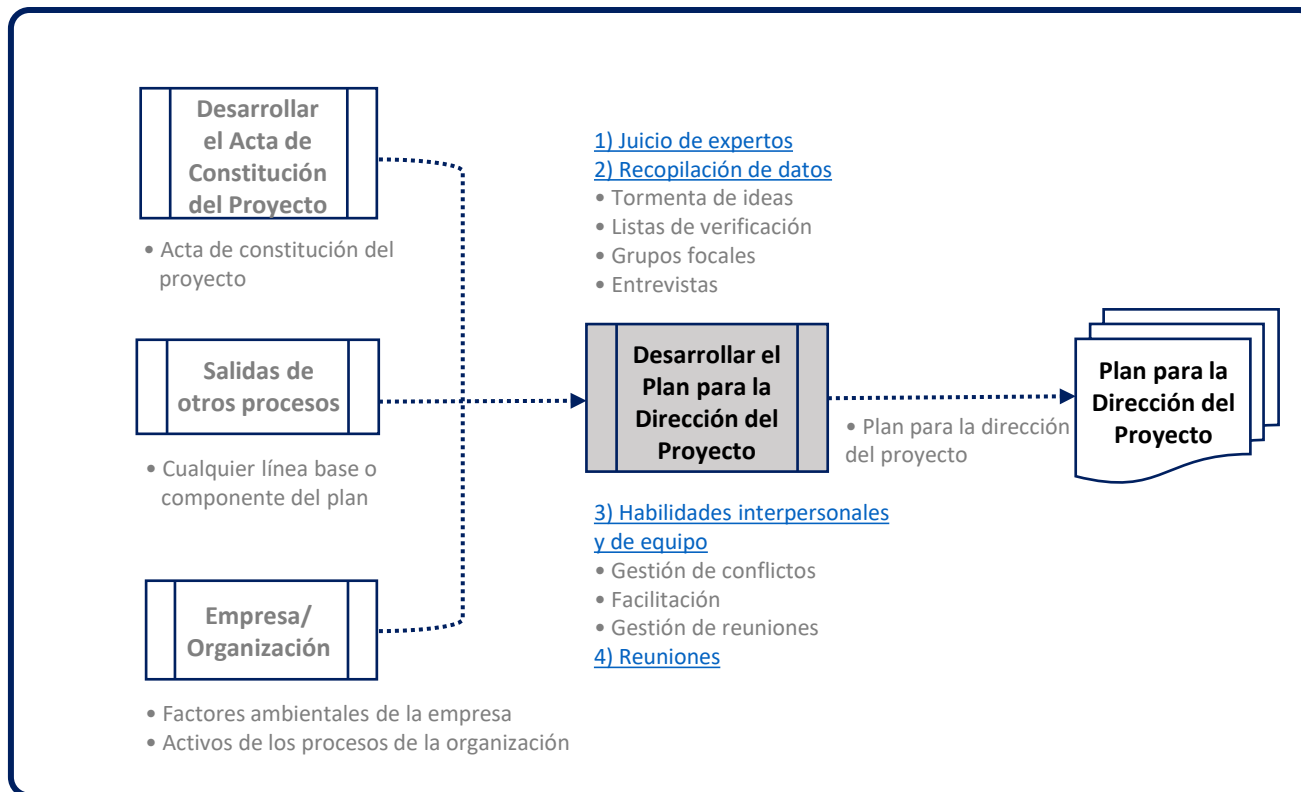 Desarrollar
el Acta de
Constitución
del Proyecto
• Acta de constitución del
proyecto
Salidas de
otros procesos
• Cualquier línea base o
componente del plan
Empresa/
Organización
• Factores ambientales de la empresa
• Activos de los procesos de la organización
1) Juicio de expertos
2) Recopilación de datos
• Tormenta de ideas
• Listas de verificación
• Grupos focales
• Entrevistas
Desarrollar el
Plan para la
Dirección del
Proyecto
3) Habilidades interpersonales
y de equipo
• Gestión de conflictos
• Facilitación
• Gestión de reuniones
4) Reuniones
• Plan para la dirección
del proyecto
Plan para la
Dirección del
Proyecto